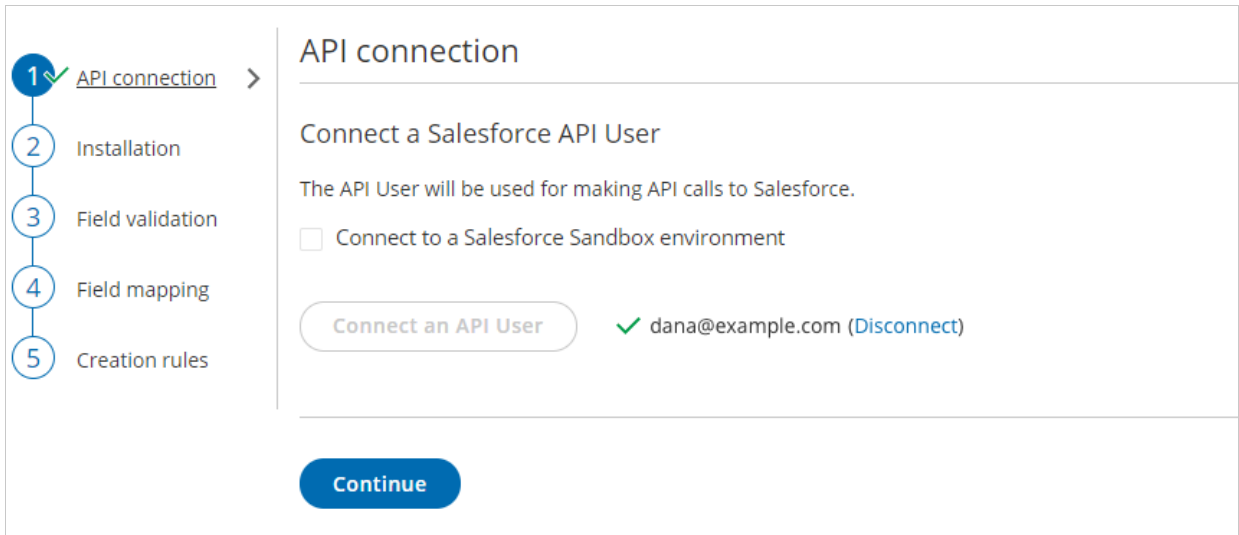 API connection
1 API connection
2 Installation
3 Field validation
4 Field mapping
5 Creation rules
Connect a Salesforce API User
The API User will be used for making API calls to Salesforce.
Connect to a Salesforce Sandbox environment
Connect an API User dana@example.com (Disconnect)
Continue